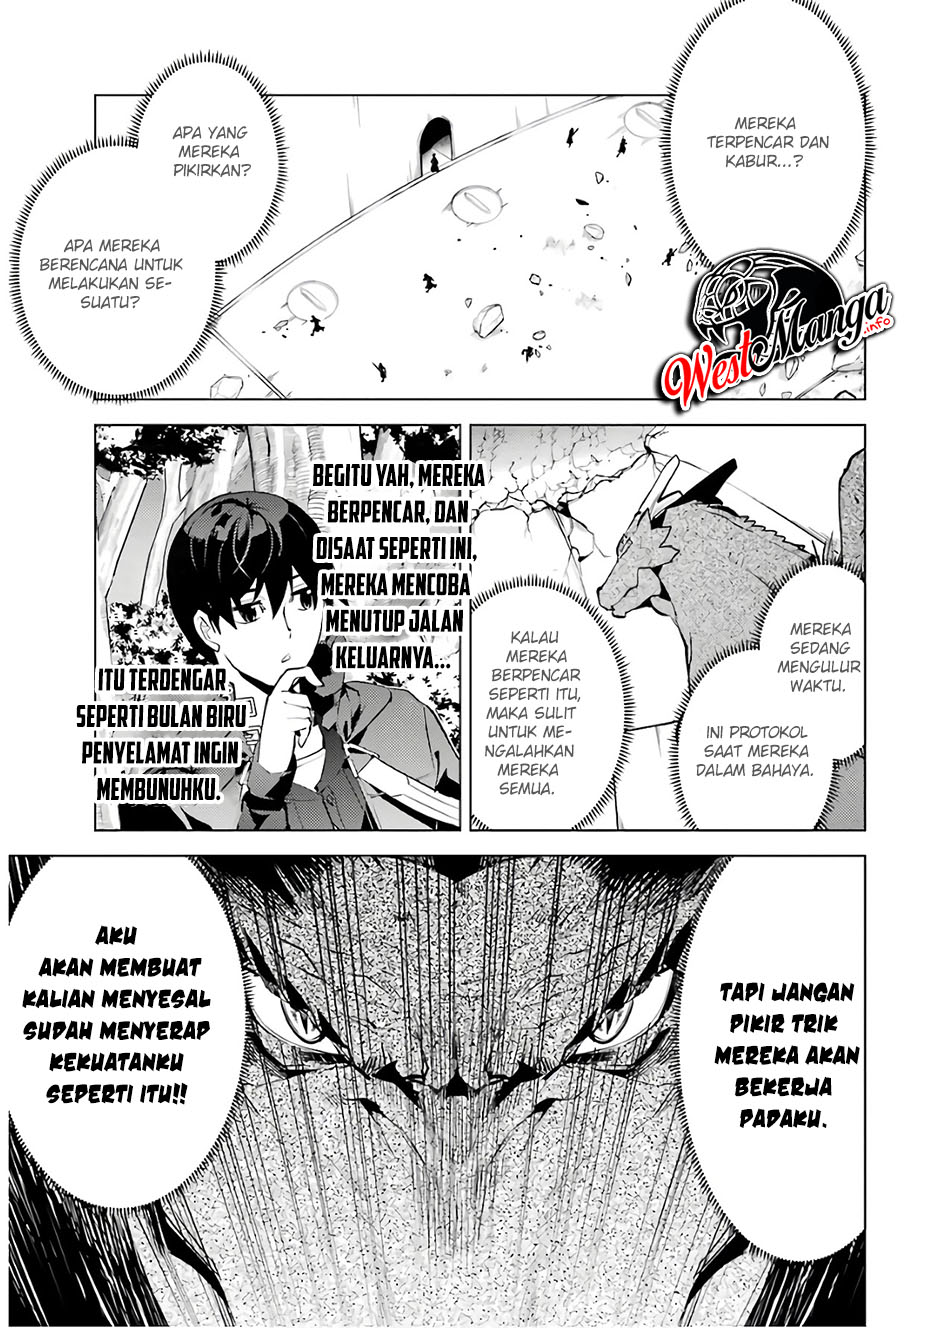 MEREKA
TERPENCAR DAN
KABUR...?
APA YANG
MEREKA
PIKIRKAN?
APA MEREKA
BERENCANA UNTUK
MELAKUKAN SE-
SUATU?
WestManga
.info
MEREKA
SEDANG
MENGULUR
WAKTU.
INI PROTOKOL
SAAT MEREKA
DALAM BAHAYA.
KALAU
MEREKA
BERPENCAR
SEPERTI ITU,
MAKA SULIT
UNTUK ME-
NGALAHKAN
MEREKA
SEMUA.
BEGITU YAH, MEREKA
BERPENCAR, DAN
DISAAT SEPERTI INI,
MEREKA MENCOBA
MENUTUP JALAN
KELUARNYA...
ITU TERDENGAR
SEPERTI BULAN BIRU
PENYELAMAT INGIN
MEMBUNUHKU.
TAPI JANGAN
PIKIR TRIK
MEREKA AKAN
BEKERJA
PADAKU.
AKU
AKAN MEMBUAT
KALIAN MENYESAL
SUDAH MENYERAP
KEKUATANKU
SEPERTI ITU!!